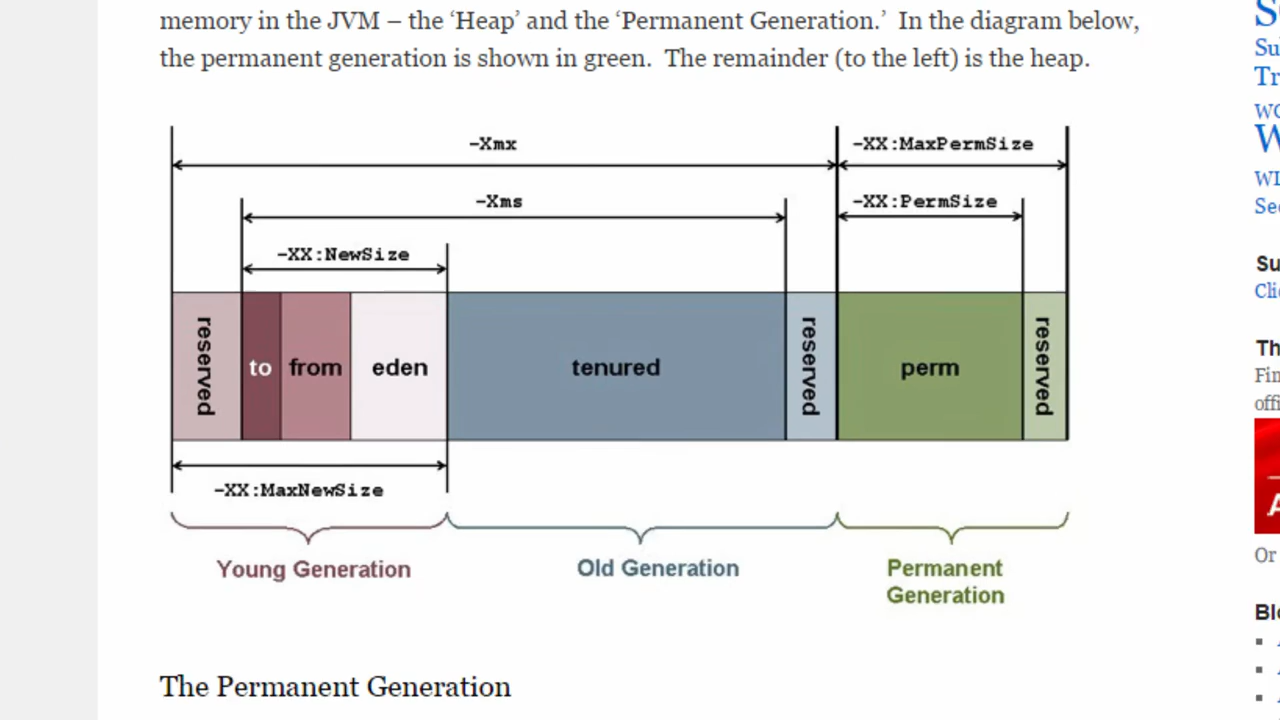 memory in the JVM – the ‘Heap’ and the ‘Permanent Generation.’ In the diagram below,
the permanent generation is shown in green. The remainder (to the left) is the heap.
-Xmx
-XX:MaxPermSize
-Xms
-XX:PermSize
-XX:NewSize
reserved
to
from
eden
tenured
reserved
perm
reserved
-XX:MaxNewSize
Young Generation
Old Generation
Permanent
Generation
The Permanent Generation